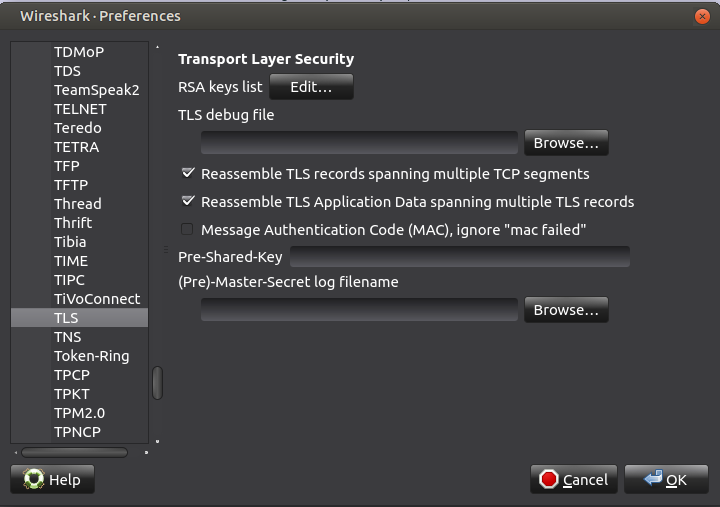 Wireshark · Preferences
TDMoP
TDS
TeamSpeak2
TELNET
Teredo
TETRA
TFP
TFTP
Thread
Thrift
Tibia
TIME
TIPC
TiVoConnect
TLS
TNS
Token-Ring
TPCP
TPKT
TPM2.0
TPNCP
Transport Layer Security
RSA keys list Edit...
TLS debug file
Browse...
Reassemble TLS records spanning multiple TCP segments
Reassemble TLS Application Data spanning multiple TLS records
Message Authentication Code (MAC), ignore "mac failed"
Pre-Shared-Key
(Pre)-Master-Secret log filename
Browse...
Help
Cancel
OK